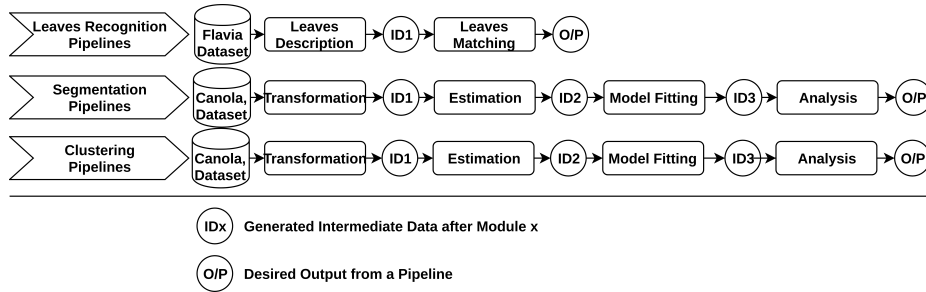 Leaves Recognition
Pipelines
Flavia
Dataset
Leaves
Description
ID1
Leaves
Matching
O/P
Segmentation
Pipelines
Canola,
Dataset
Transformation
ID1
Estimation
ID2
Model Fitting
ID3
Analysis
O/P
Clustering
Pipelines
Canola,
Dataset
Transformation
ID1
Estimation
ID2
Model Fitting
ID3
Analysis
O/P
IDx
Generated Intermediate Data after Module x
O/P
Desired Output from a Pipeline